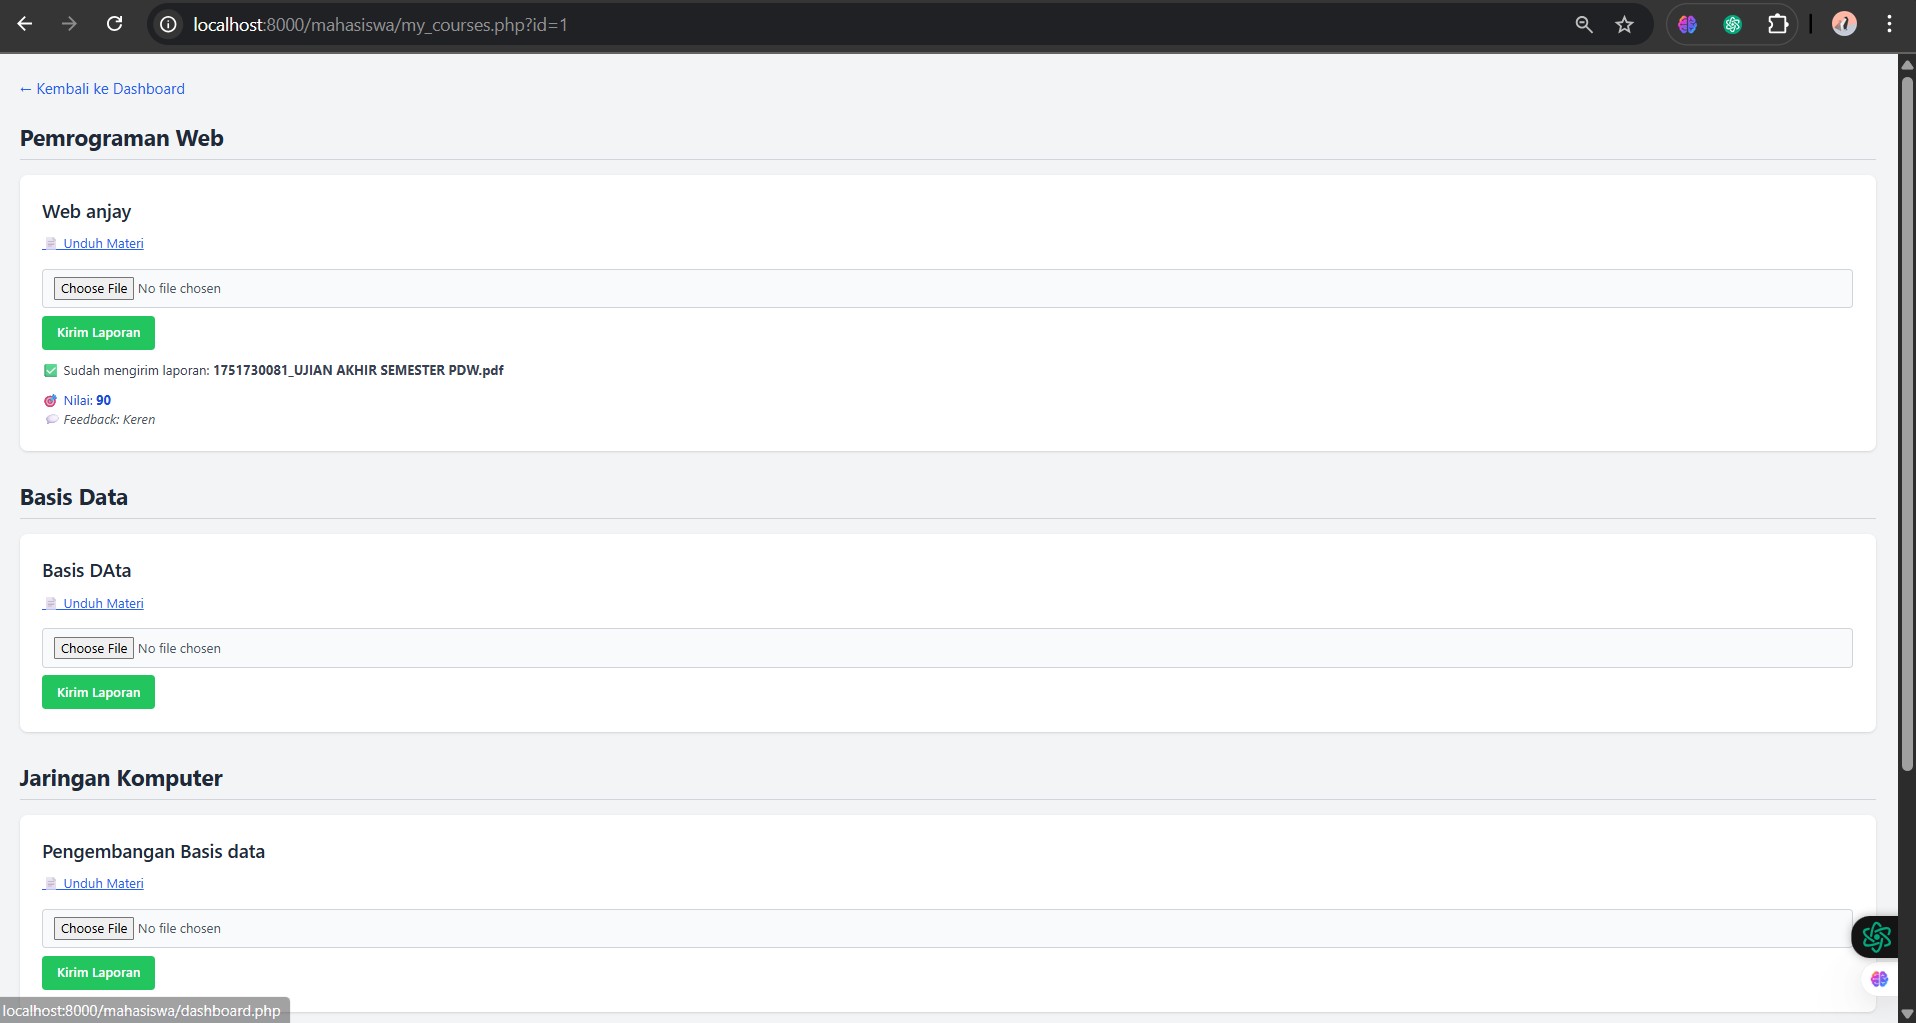 localhost:8000/mahasiswa/my_courses.php?id=1
← Kembali ke Dashboard
Pemrograman Web
Web anjay
Unduh Materi
Choose File No file chosen
Kirim Laporan
Sudah mengirim laporan: 1751730081_UJIAN AKHIR SEMESTER PDW.pdf
Nilai: 90
Feedback: Keren
Basis Data
Basis DAta
Unduh Materi
Choose File No file chosen
Kirim Laporan
Jaringan Komputer
Pengembangan Basis data
Unduh Materi
Choose File No file chosen
Kirim Laporan
localhost:8000/mahasiswa/dashboard.php